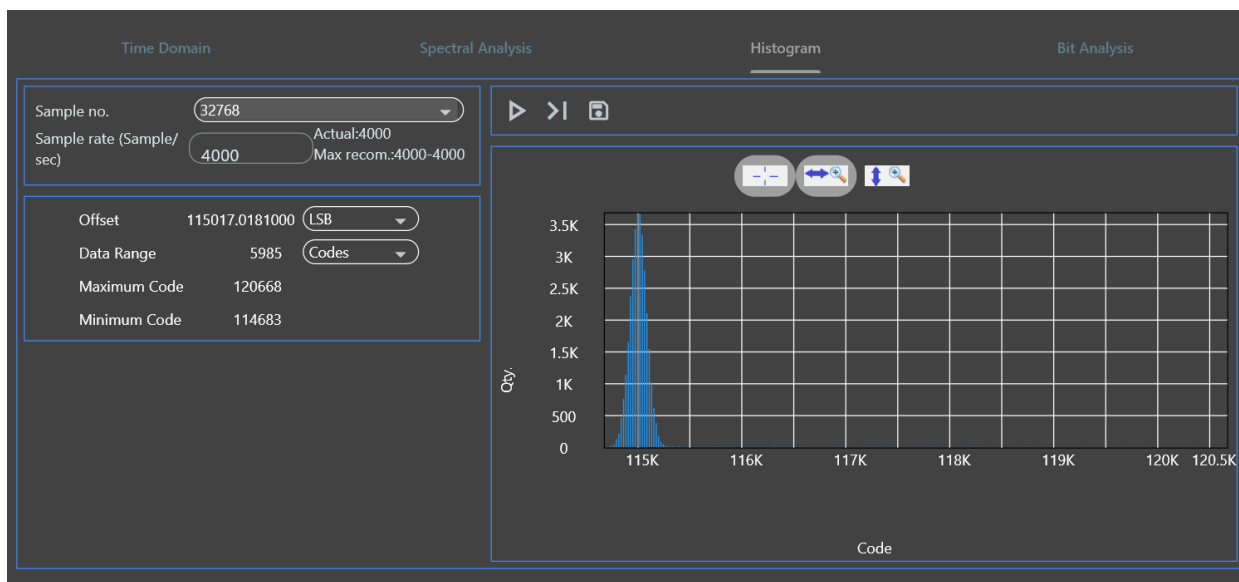 Time Domain Spectral Analysis Histogram Bit Analysis
Sample no. 32768
Sample rate (Sample/
sec) 4000 Actual:4000
Max recom.:4000-4000
Offset 115017.0181000 LSB
Data Range 5985 Codes
Maximum Code 120668
Minimum Code 114683
3.5K
3K
2.5K
2K
1.5K
1K
500
0
Qty.
115K 116K 117K 118K 119K 120K 120.5K
Code